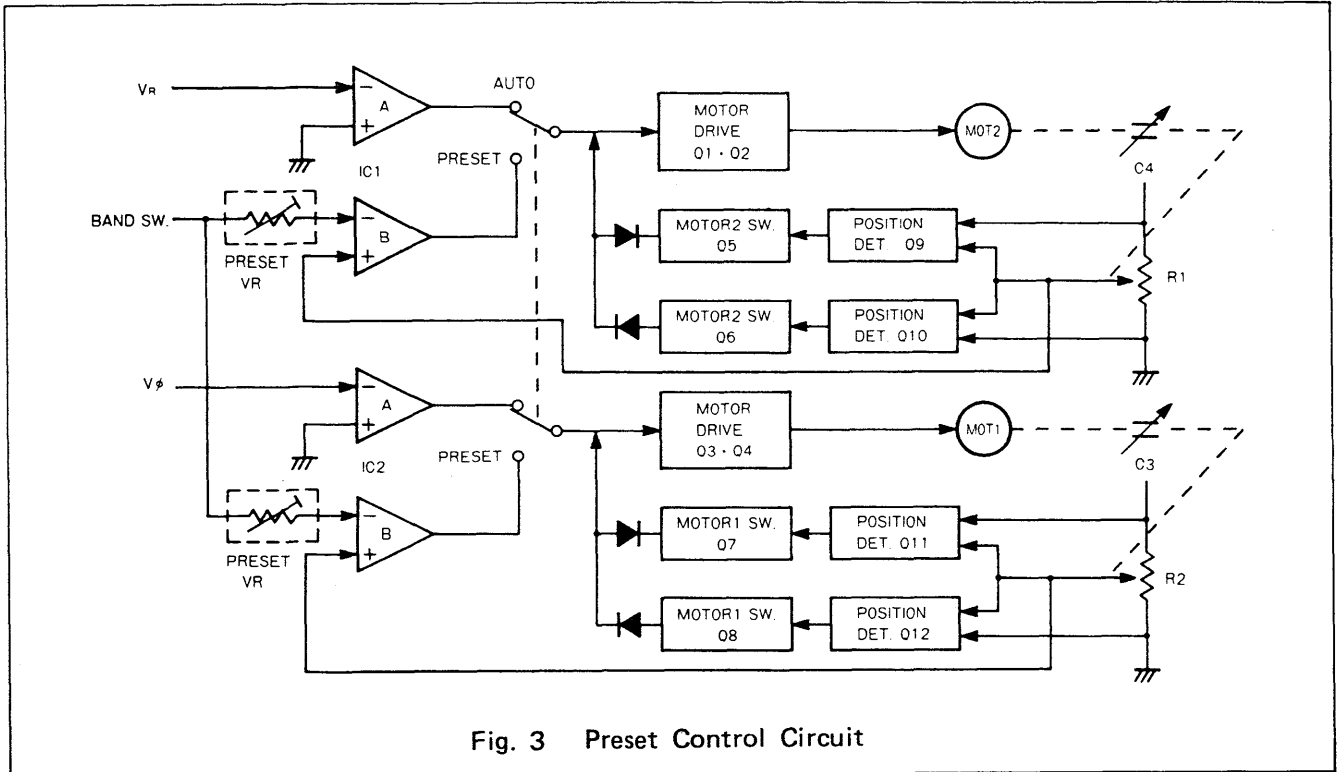 VR
−
A
+
IC1
AUTO
PRESET
MOTOR
DRIVE
Q1 · Q2
MOT2
C4
BAND SW.
PRESET
VR
−
B
+
MOTOR2 SW.
Q5
POSITION
DET. Q9
R1
MOTOR2 SW
Q6
POSITION
DET. Q10
Vφ
−
A
+
IC2
PRESET
MOTOR
DRIVE
Q3 · Q4
MOT1
C3
PRESET
VR
−
B
+
MOTOR1 SW.
Q7
POSITION
DET. Q11
R2
MOTOR1 SW.
Q8
POSITION
DET. Q12
Fig. 3 Preset Control Circuit